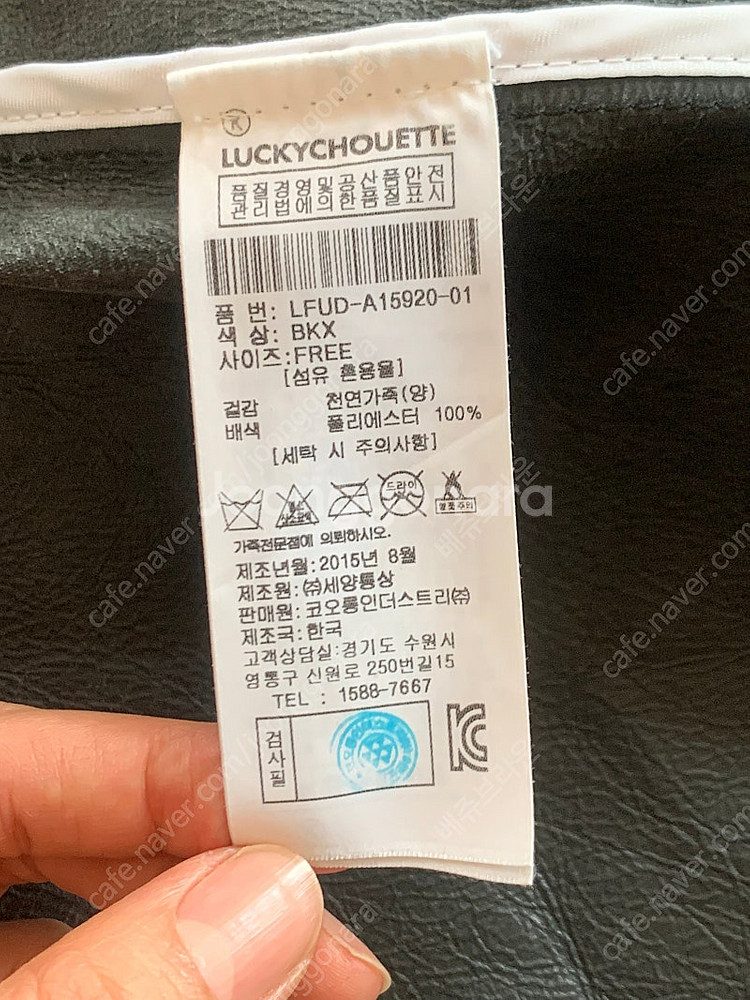 LUCKYCHOUETTE
품질경영및공산품안전
관리법에의한품질표시
품 번: LFUD-A15920-01
색 상: BKX
사이즈:FREE
[섬유 혼용율]
겉감 천연가죽(양)
배색 폴리에스터 100%
[세탁 시 주의사항]
드라이
가죽전문점에 의뢰하시오.
제조년월:2015년 8월
제조원:㈜세양통상
판매원:코오롱인더스트리㈜
제조국:한국
고객상담실:경기도 수원시
영통구 신원로 250번길15
TEL : 1588-7667
검사필
KC
cafe.naver.com/joonggonara